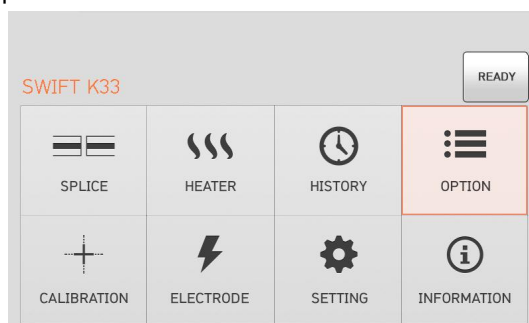 READY
SWIFT K33
SPLICE HEATER HISTORY OPTION
CALIBRATION ELECTRODE SETTING INFORMATION